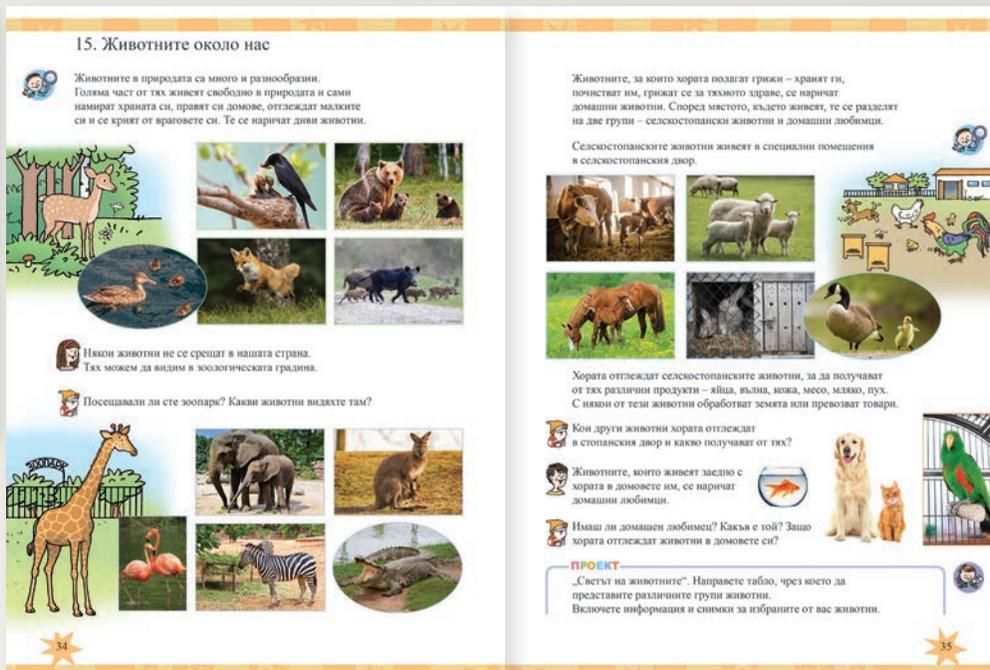 15. Животните около нас
Животните в природата са много и разнообразни.
Голяма част от тях живеят свободно в природата и сами
намират храната си, правят си домове, отглеждат малките
си и се крият от враговете си. Те се наричат диви животни.
Някои животни не се срещат в нашата страна.
Тях можем да видим в зоологическата градина.
Посещавали ли сте зоопарк? Какви животни видяхте там?
ЗООПАРК
34
Животните, за които хората полагат грижи – хранят ги,
почистват им, грижат се за тяхното здраве, се наричат
домашни животни. Според мястото, където живеят, те се разделят
на две групи – селскостопански животни и домашни любимци.
Селскостопанските животни живеят в специални помещения
в селскостопанския двор.
Хората отглеждат селскостопанските животни, за да получават
от тях различни продукти – яйца, вълна, кожа, месо, мляко, пух.
С някои от тези животни обработват земята или превозват товари.
Кои други животни хората отглеждат
в стопанския двор и какво получават от тях?
Животните, които живеят заедно с
хората в домовете им, се наричат
домашни любимци.
Имаш ли домашен любимец? Какъв е той? Защо
хората отглеждат животни в домовете си?
ПРОЕКТ
„Светът на животните“. Направете табло, чрез което да
представите различните групи животни.
Включете информация и снимки за избраните от вас животни.
35